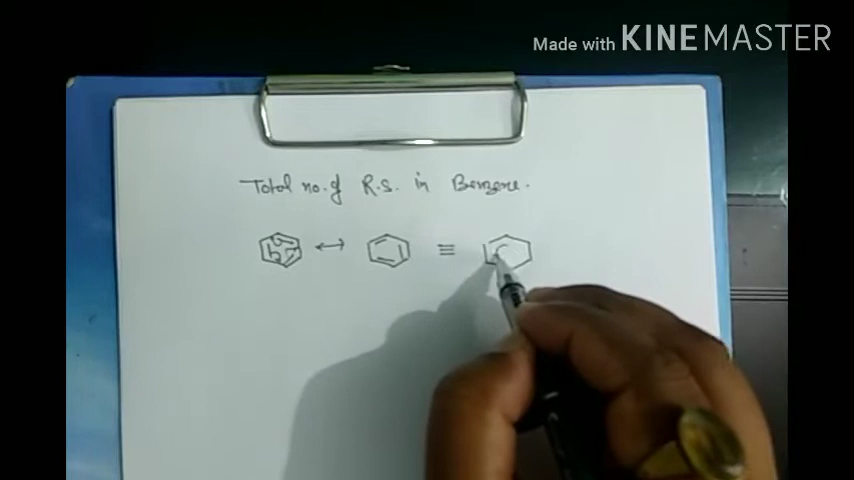 Made with KINEMASTER
Total no. of R.S. in Benzene.
↔ ≡